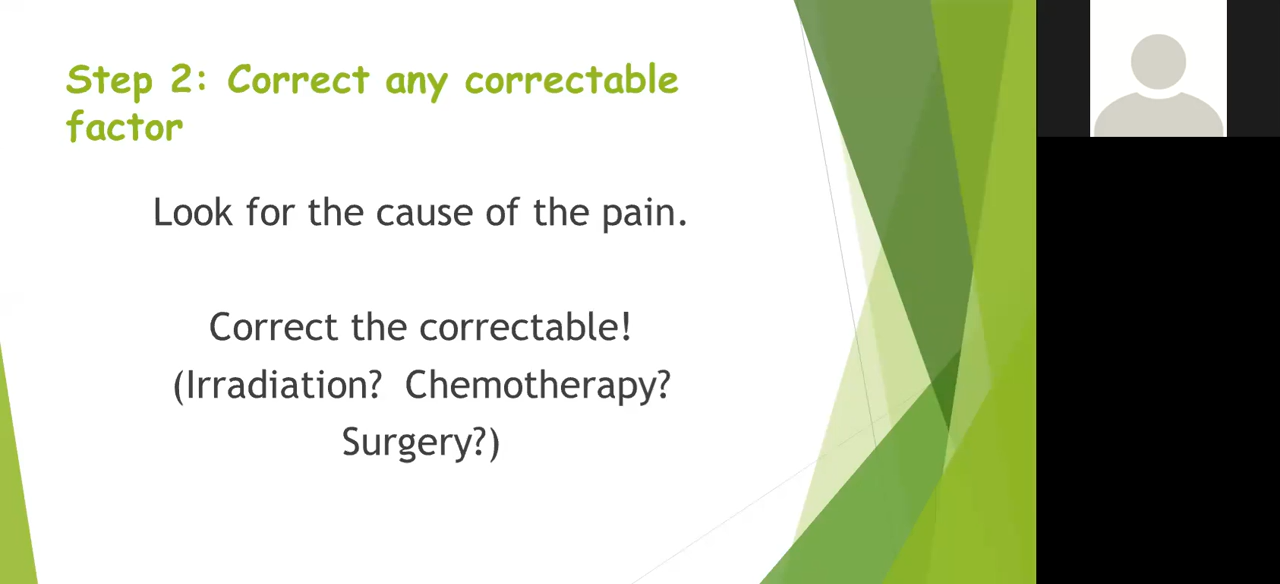 Step 2: Correct any correctable
factor
Look for the cause of the pain.
Correct the correctable!
(Irradiation? Chemotherapy?
Surgery?)